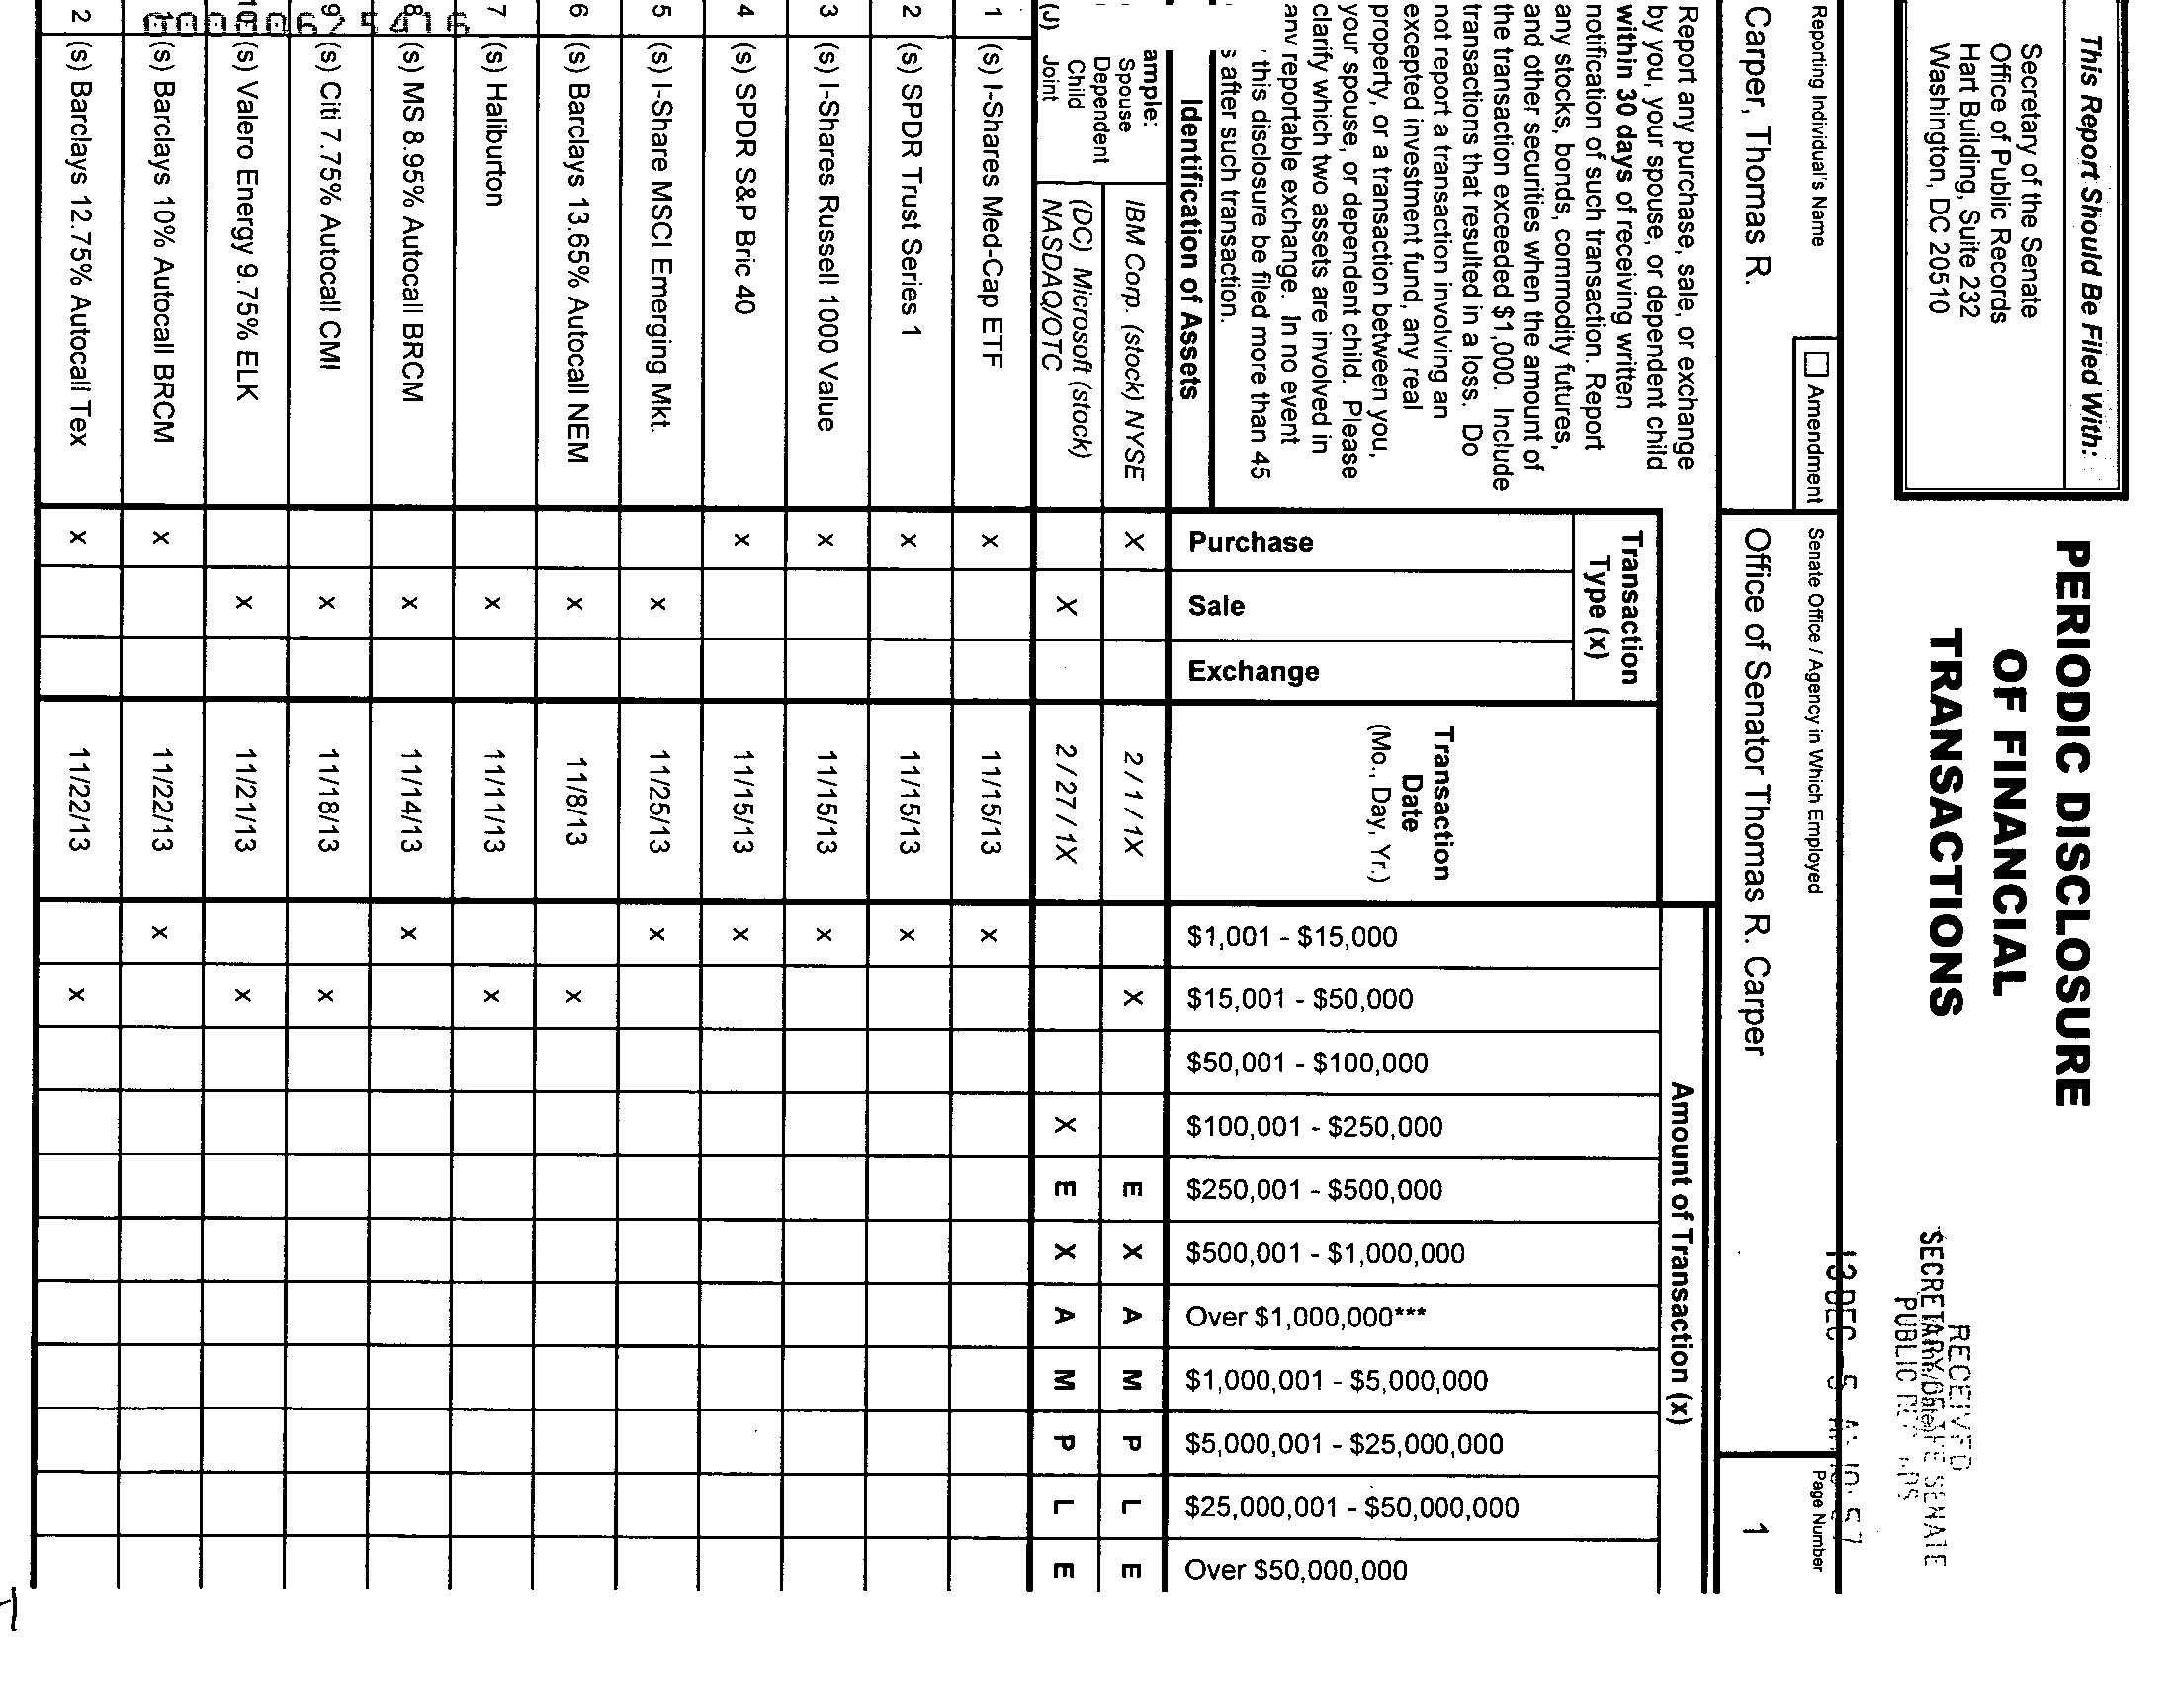 This Report Should Be Filed With:
Secretary of the Senate
Office of Public Records
Hart Building, Suite 232
Washington, DC 20510
PERIODIC DISCLOSURE
OF FINANCIAL
TRANSACTIONS
RECEIVED
SECRETARY OF THE SENATE
PUBLIC
13 DEC -5 AM 10:57
Reporting Individual's Name
Amendment
Senate Office / Agency in Which Employed
Page Number
Carper, Thomas R.
Office of Senator Thomas R. Carper
1
Report any purchase, sale, or exchange
by you, your spouse, or dependent child
within 30 days of receiving written
notification of such transaction. Report
any stocks, bonds, commodity futures,
and other securities when the amount of
the transaction exceeded $1,000. Include
transactions that resulted in a loss. Do
not report a transaction involving an
excepted investment fund, any real
property, or a transaction between you,
your spouse, or dependent child. Please
clarify which two assets are involved in
any reportable exchange. In no event
this disclosure be filed more than 45
s after such transaction.
Identification of Assets
Transaction
Type (x)
Purchase
Sale
Exchange
Transaction
Date
(Mo., Day, Yr.)
Amount of Transaction (x)
$1,001 - $15,000
$15,001 - $50,000
$50,001 - $100,000
$100,001 - $250,000
$250,001 - $500,000
$500,001 - $1,000,000
Over $1,000,000***
$1,000,001 - $5,000,000
$5,000,001 - $25,000,000
$25,000,001 - $50,000,000
Over $50,000,000
ample:
Spouse
Dependent
Child
(J) Joint
IBM Corp. (stock) NYSE X 2 / 1 / 1X X E X A M P L E
(DC) Microsoft (stock)
NASDAQ/OTC X 2 / 27 / 1X X E X A M P L E
1 (s) I-Shares Med-Cap ETF x 11/15/13 x
2 (s) SPDR Trust Series 1 x 11/15/13 x
3 (s) I-Shares Russell 1000 Value x 11/15/13 x
4 (s) SPDR S&P Bric 40 x 11/15/13 x
5 (s) I-Share MSCI Emerging Mkt. x 11/25/13 x
6 (s) Barclays 13.65% Autocall NEM x 11/8/13 x
7 (s) Haliburton x 11/11/13 x
8 (s) MS 8.95% Autocall BRCM x 11/14/13 x
9 (s) Citi 7.75% Autocall CMI x 11/18/13 x
10 (s) Valero Energy 9.75% ELK x 11/21/13 x
(s) Barclays 10% Autocall BRCM x 11/22/13 x
2 (s) Barclays 12.75% Autocall Tex x 11/22/13 x